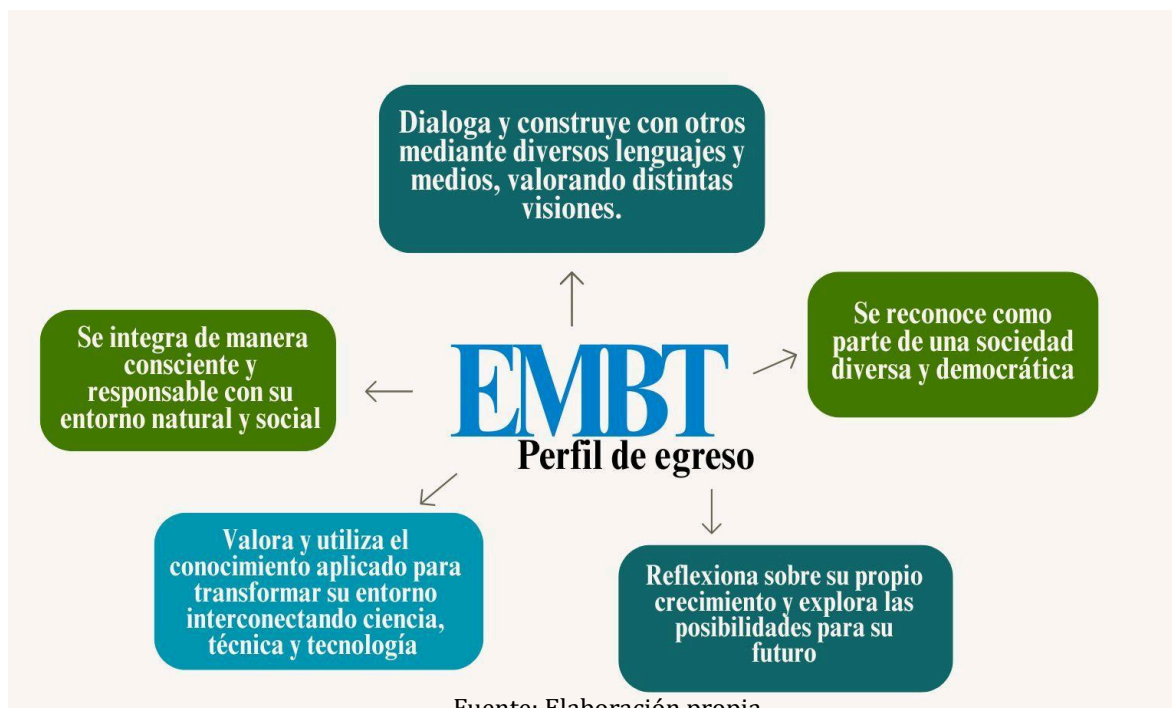 Dialoga y construye con otros
mediante diversos lenguajes y
medios, valorando distintas
visiones.
Se integra de manera
consciente y
responsable con su
entorno natural y social
EMBT
Perfil de egreso
Se reconoce como
parte de una sociedad
diversa y democrática
Valora y utiliza el
conocimiento aplicado para
transformar su entorno
interconectando ciencia,
técnica y tecnología
Reflexiona sobre su propio
crecimiento y explora las
posibilidades para su
futuro
Fuente: Elaboración propia